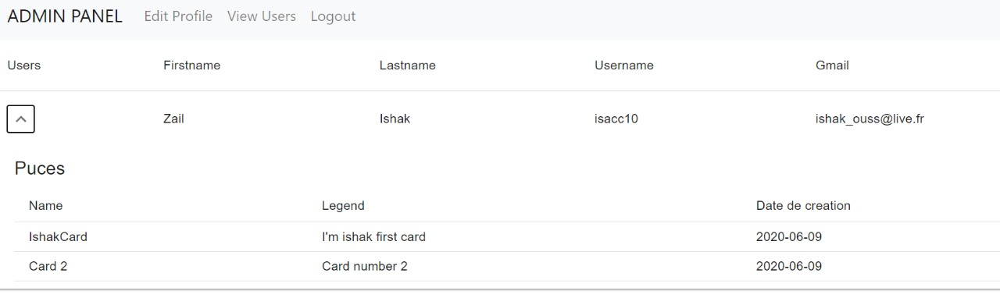 ADMIN PANEL Edit Profile View Users Logout
Users Firstname Lastname Username Gmail
Zail Ishak isacc10 ishak_ouss@live.fr
Puces
Name Legend Date de creation
IshakCard I'm ishak first card 2020-06-09
Card 2 Card number 2 2020-06-09